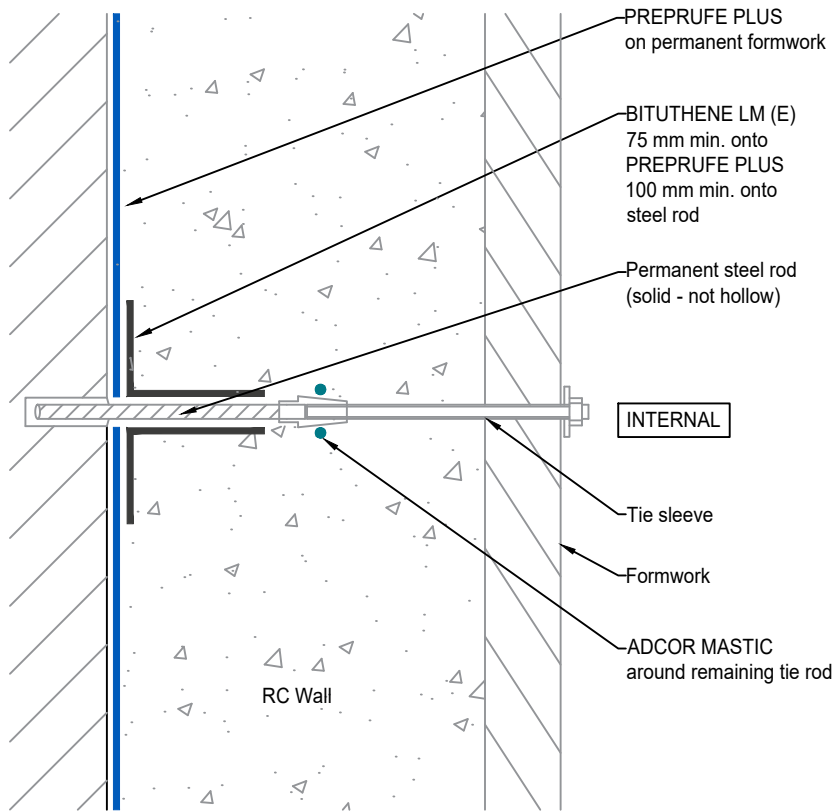 PREPRUFE PLUS
on permanent formwork
BITUTHENE LM (E)
75 mm min. onto
PREPRUFE PLUS
100 mm min. onto
steel rod
Permanent steel rod
(solid - not hollow)
INTERNAL
Tie sleeve
Formwork
ADCOR MASTIC
around remaining tie rod
RC Wall